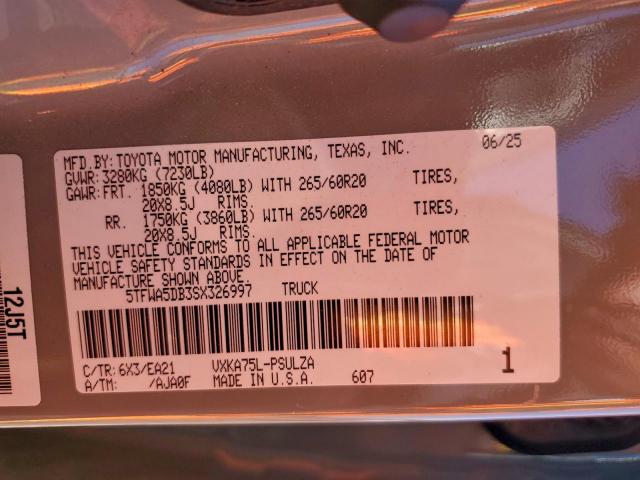 MFD.BY:TOYOTA MOTOR MANUFACTURING, TEXAS, INC. 06/25
GVWR:3280KG (7230LB)
GAWR:FRT. 1850KG (4080LB) WITH 265/60R20 TIRES,
20X8.5J RIMS.
RR. 1750KG (3860LB) WITH 265/60R20 TIRES,
20X8.5J RIMS.
THIS VEHICLE CONFORMS TO ALL APPLICABLE FEDERAL MOTOR
VEHICLE SAFETY STANDARDS IN EFFECT ON THE DATE OF
MANUFACTURE SHOWN ABOVE.
5TFWA5DB3SX326997 TRUCK
C/TR:6X3/EA21 VXKA75L-PSULZA
A/TM: /AJA0F MADE IN U.S.A. 607
1
12J5T